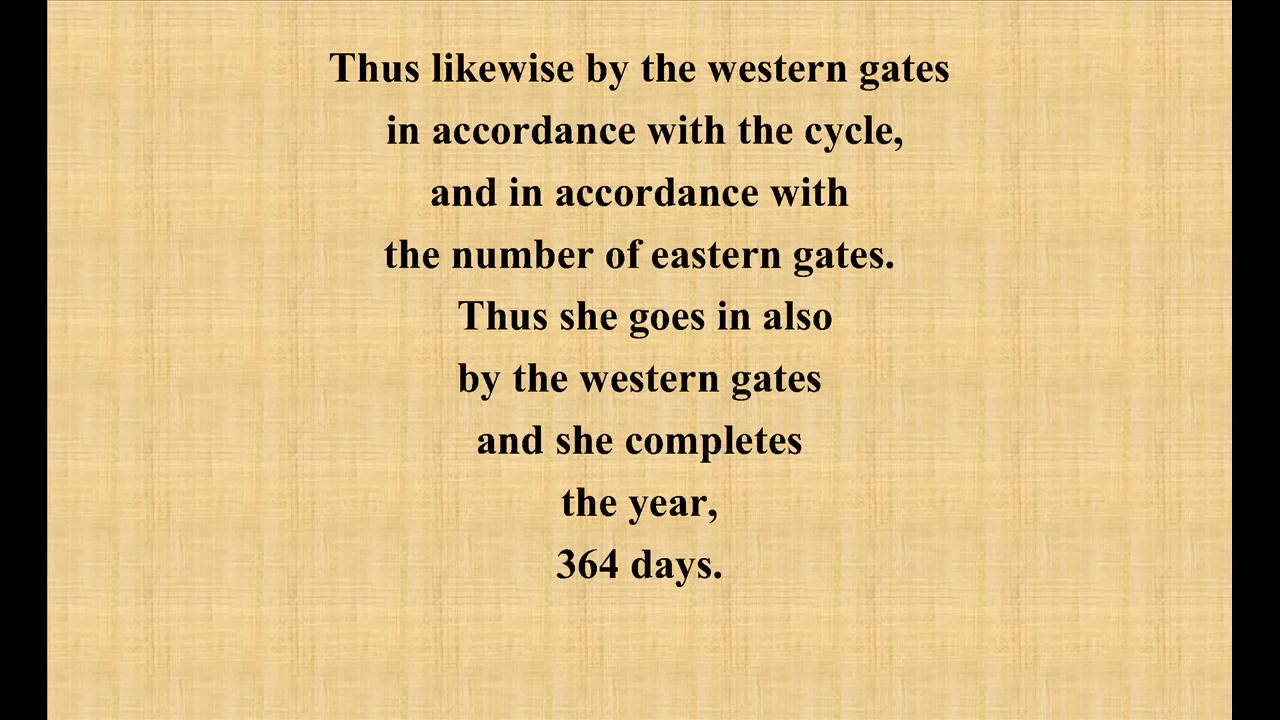 Thus likewise by the western gates
in accordance with the cycle,
and in accordance with
the number of eastern gates.
Thus she goes in also
by the western gates
and she completes
the year,
364 days.